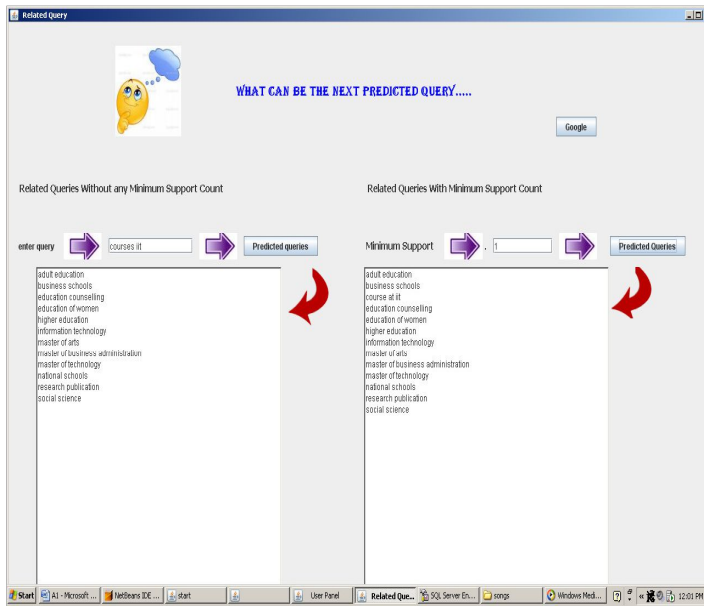 Related Query
WHAT CAN BE THE NEXT PREDICTED QUERY.....
Google
Related Queries Without any Minimum Support Count
Related Queries With Minimum Support Count
enter query
courses iit
Predicted queries
Minimum Support
.
1
Predicted Queries
adult education
business schools
education counselling
education of women
higher education
information technology
master of arts
master of business administration
master of technology
national schools
research publication
social science
adult education
business schools
course at iit
education counselling
education of women
higher education
information technology
master of arts
master of business administration
master of technology
national schools
research publication
social science
Start
A1 - Microsoft ...
NetBeans IDE ...
start
User Panel
Related Que...
SQL Server En...
songs
Windows Medi...
12:01 PM